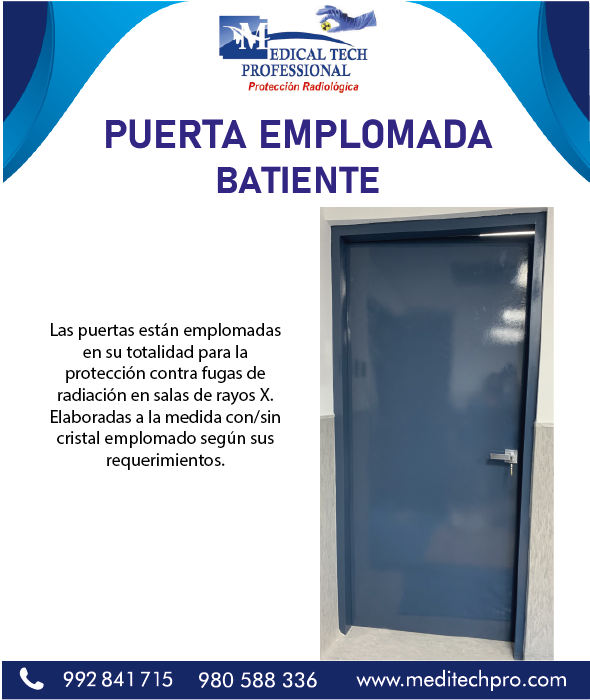 MEDICAL TECH
PROFESSIONAL
Protección Radiológica
PUERTA EMPLOMADA
BATIENTE
Las puertas están emplomadas
en su totalidad para la
protección contra fugas de
radiación en salas de rayos X.
Elaboradas a la medida con/sin
cristal emplomado según sus
requerimientos.
992 841 715 980 588 336 www.meditechpro.com